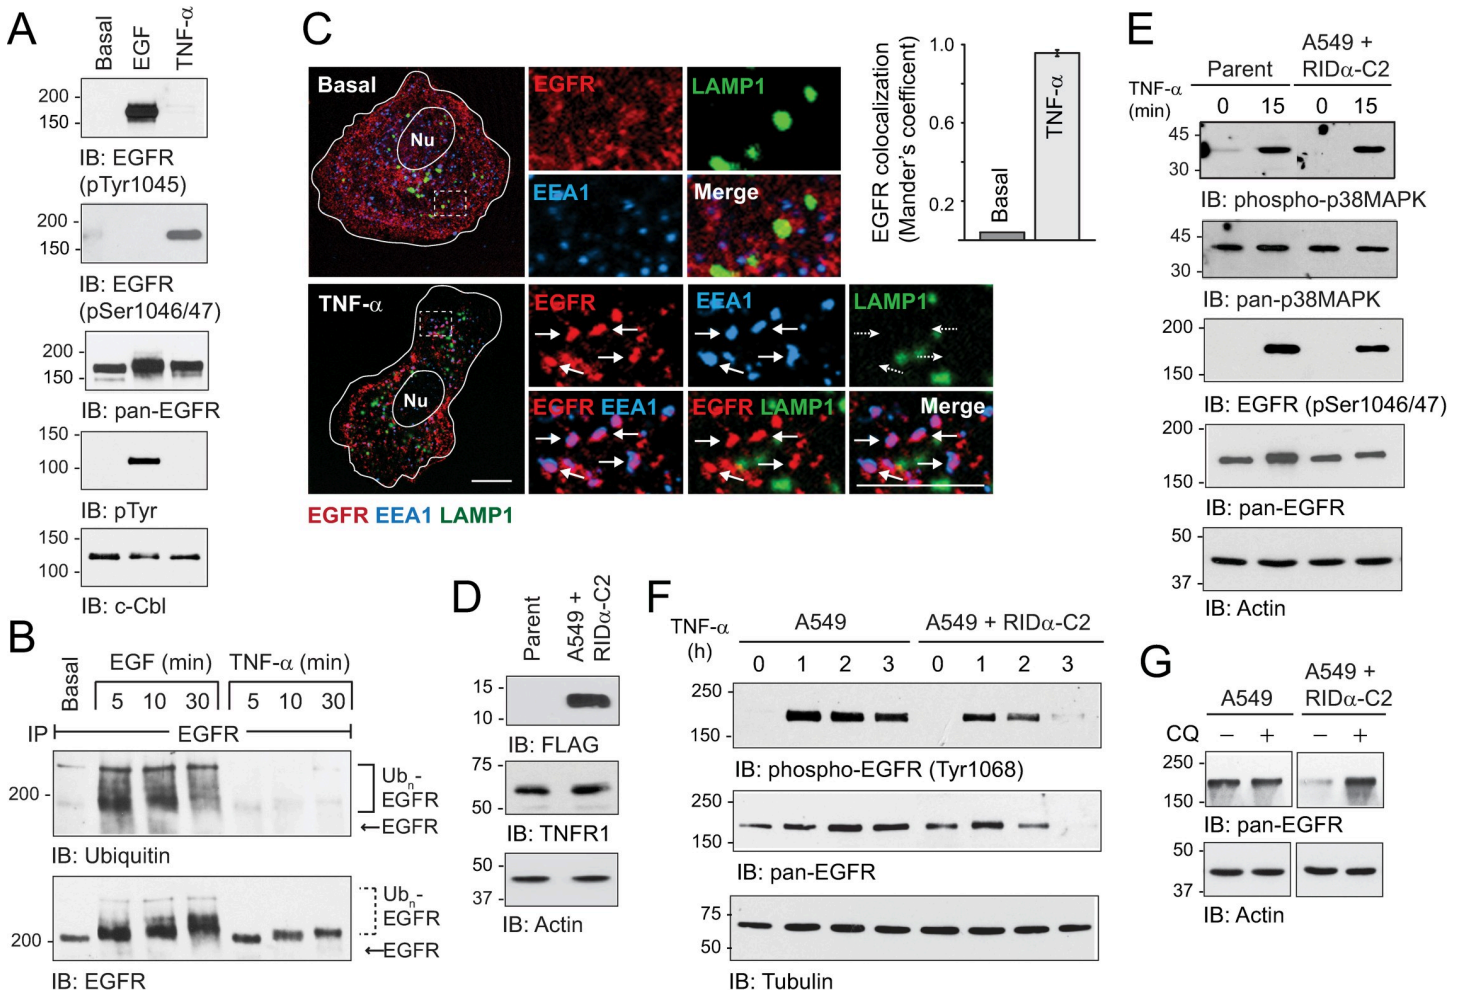 A
Basal
EGF
TNF-α
200
150
IB: EGFR
(pTyr1045)
200
150
IB: EGFR
(pSer1046/47)
200
150
IB: pan-EGFR
150
100
IB: pTyr
150
100
IB: c-Cbl
B
Basal
EGF (min) TNF-α (min)
5 10 30 5 10 30
IP EGFR
200
Ubn-
EGFR
←EGFR
IB: Ubiquitin
200
Ubn-
EGFR
←EGFR
IB: EGFR
C
Basal
Nu
EGFR
LAMP1
EEA1
Merge
TNF-α
Nu
EGFR
EEA1
LAMP1
EGFR EEA1
EGFR LAMP1
Merge
EGFR EEA1 LAMP1
EGFR colocalization
(Mander's coefficent)
1.0
0.6
0.2
Basal
TNF-α
D
Parent
A549 +
RIDα-C2
15
10
IB: FLAG
75
50
IB: TNFR1
50
37
IB: Actin
E
Parent
A549 +
RIDα-C2
TNF-α
(min)
0 15 0 15
45
30
IB: phospho-p38MAPK
45
30
IB: pan-p38MAPK
200
150
IB: EGFR (pSer1046/47)
200
150
IB: pan-EGFR
50
37
IB: Actin
F
TNF-α
(h)
A549 A549 + RIDα-C2
0 1 2 3 0 1 2 3
250
150
IB: phospho-EGFR (Tyr1068)
250
150
IB: pan-EGFR
75
50
IB: Tubulin
G
A549
A549 +
RIDα-C2
CQ − + − +
250
150
IB: pan-EGFR
50
37
IB: Actin